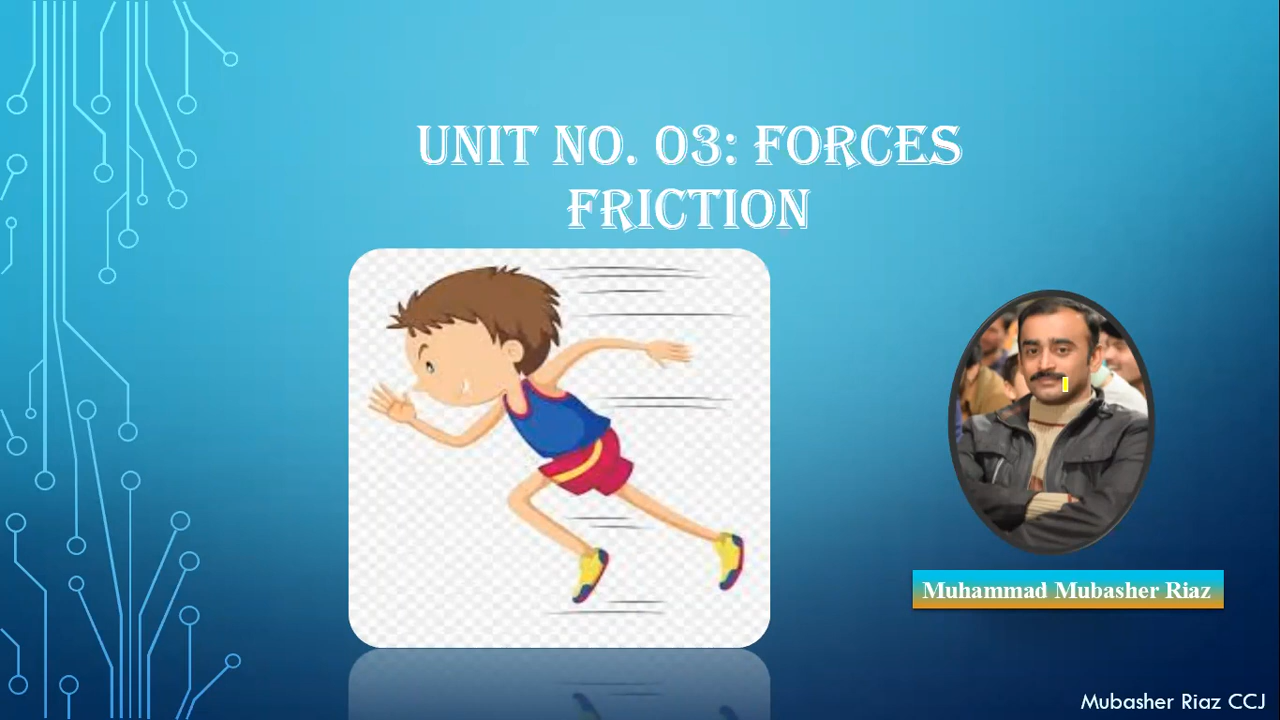 UNIT NO. 03: FORCES
FRICTION
Muhammad Mubasher Riaz
Mubasher Riaz CCJ